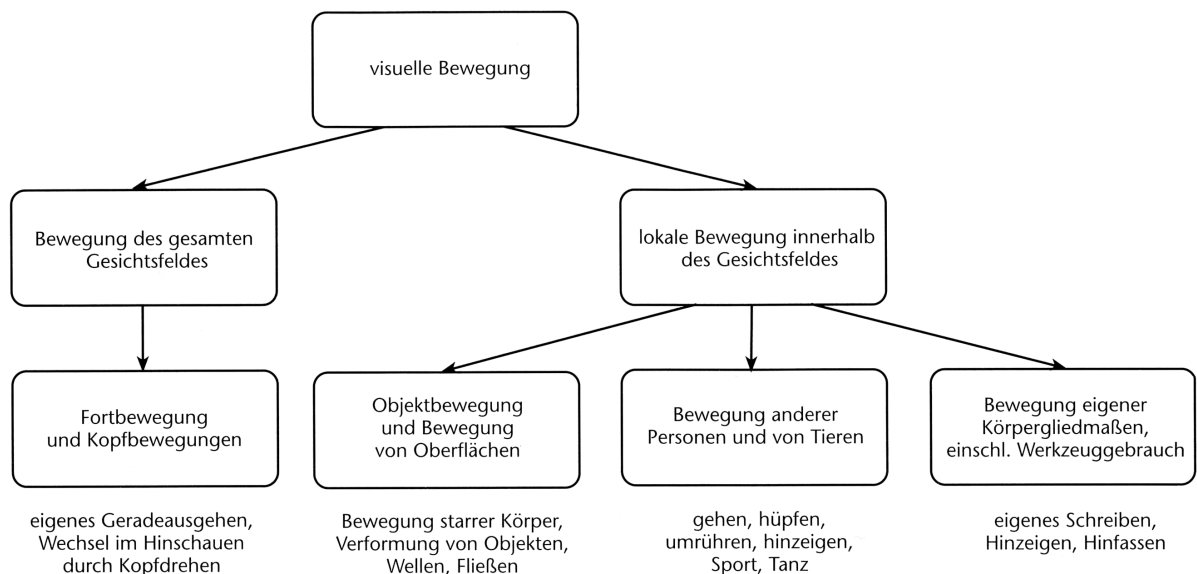 visuelle Bewegung
Bewegung des gesamten
Gesichtsfeldes
lokale Bewegung innerhalb
des Gesichtsfeldes
Fortbewegung
und Kopfbewegungen
Objektbewegung
und Bewegung
von Oberflächen
Bewegung anderer
Personen und von Tieren
Bewegung eigener
Körpergliedmaßen,
einschl. Werkzeuggebrauch
eigenes Geradeausgehen,
Wechsel im Hinschauen
durch Kopfdrehen
Bewegung starrer Körper,
Verformung von Objekten,
Wellen, Fließen
gehen, hüpfen,
umrühren, hinzeigen,
Sport, Tanz
eigenes Schreiben,
Hinzeigen, Hinfassen